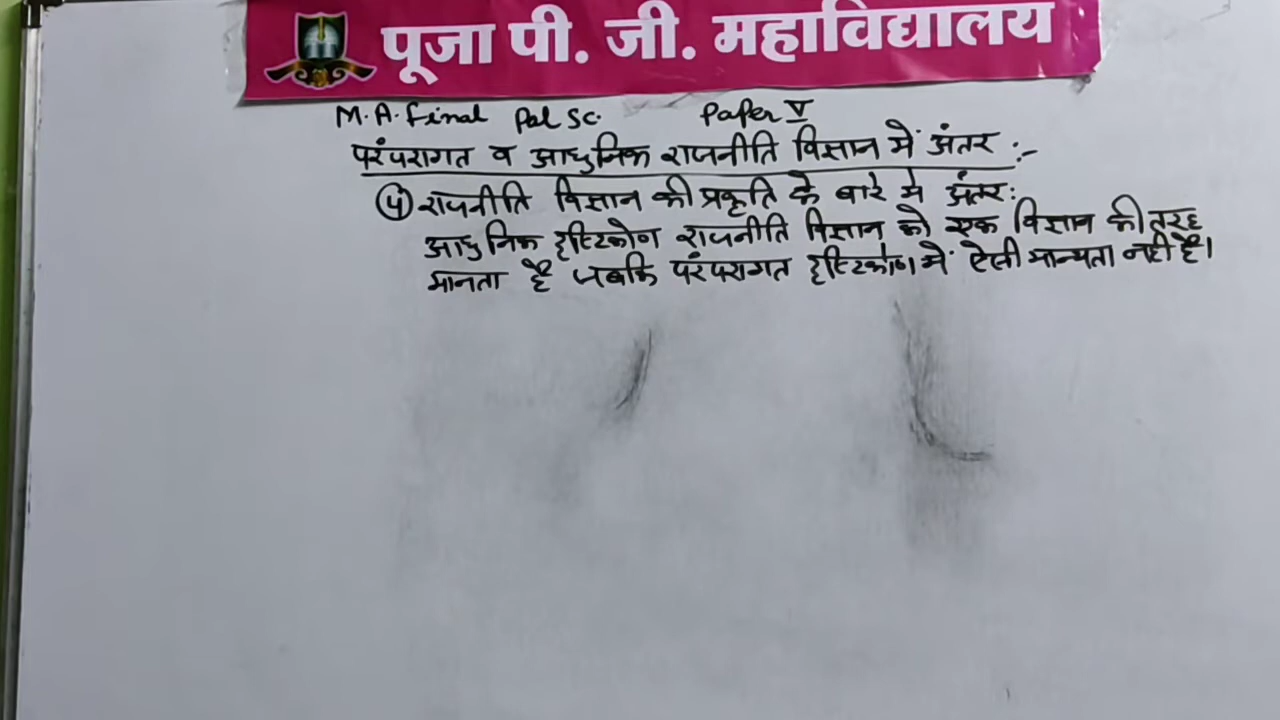 पूजा पी. जी. महाविद्यालय
M.A. Final Pol Sc. Paper V
परंपरागत व आधुनिक राजनीति विज्ञान में अंतर :-
④ राजनीति विज्ञान की प्रकृति के बारे मे अंतर:
आधुनिक दृष्टिकोण राजनीति विज्ञान को एक विज्ञान की तरह
मानता है जबकि परंपरागत दृष्टिकोण में ऐसी मान्यता नहीं है।